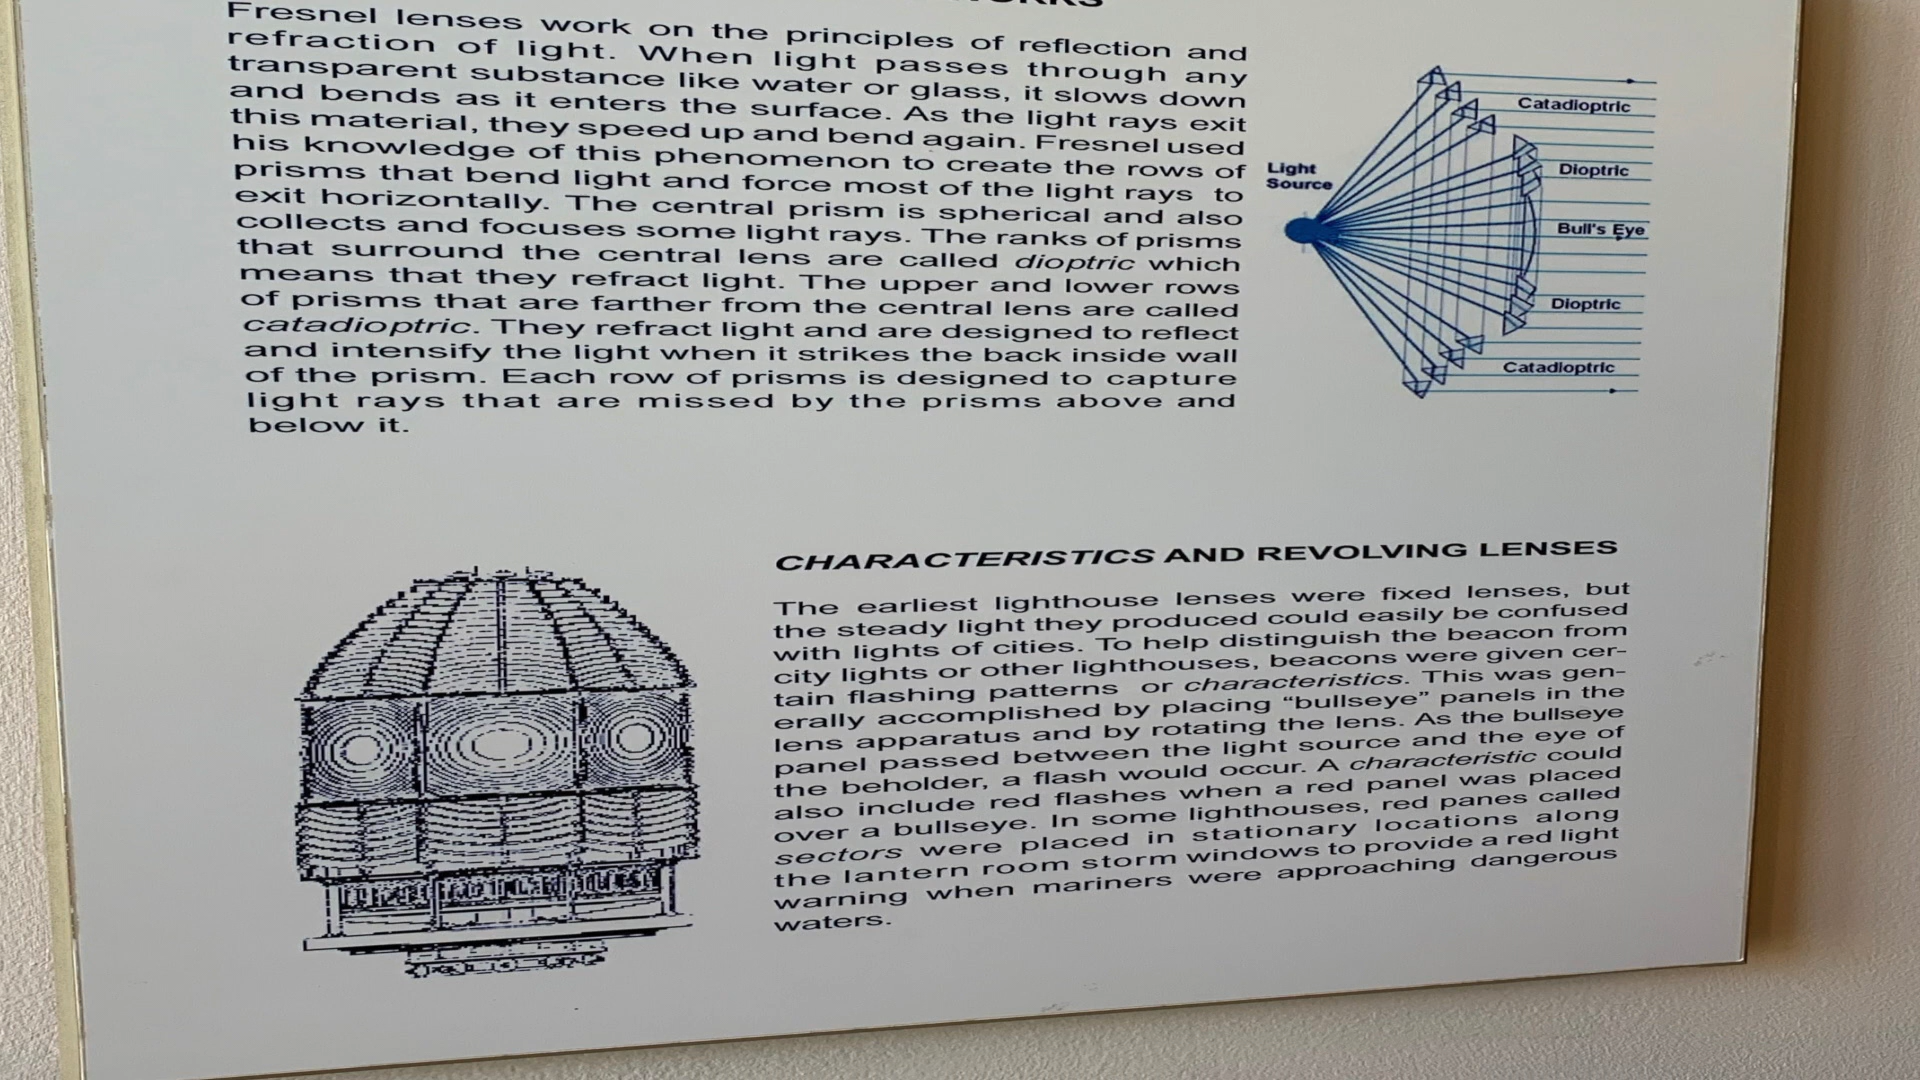 Fresnel lenses work on the principles of reflection and
refraction of light. When light passes through any
transparent substance like water or glass, it slows down
and bends as it enters the surface. As the light rays exit
this material, they speed up and bend again. Fresnel used
his knowledge of this phenomenon to create the rows of
prisms that bend light and force most of the light rays to
exit horizontally. The central prism is spherical and also
collects and focuses some light rays. The ranks of prisms
that surround the central lens are called dioptric which
means that they refract light. The upper and lower rows
of prisms that are farther from the central lens are called
catadioptric. They refract light and are designed to reflect
and intensify the light when it strikes the back inside wall
of the prism. Each row of prisms is designed to capture
light rays that are missed by the prisms above and
below it.
Catadioptric
Light
Source
Dioptric
Bull's Eye
Dioptric
Catadioptric
CHARACTERISTICS AND REVOLVING LENSES
The earliest lighthouse lenses were fixed lenses, but
the steady light they produced could easily be confused
with lights of cities. To help distinguish the beacon from
city lights or other lighthouses, beacons were given cer-
tain flashing patterns or characteristics. This was gen-
erally accomplished by placing “bullseye” panels in the
lens apparatus and by rotating the lens. As the bullseye
panel passed between the light source and the eye of
the beholder, a flash would occur. A characteristic could
also include red flashes when a red panel was placed
over a bullseye. In some lighthouses, red panes called
sectors were placed in stationary locations along
the lantern room storm windows to provide a red light
warning when mariners were approaching dangerous
waters.